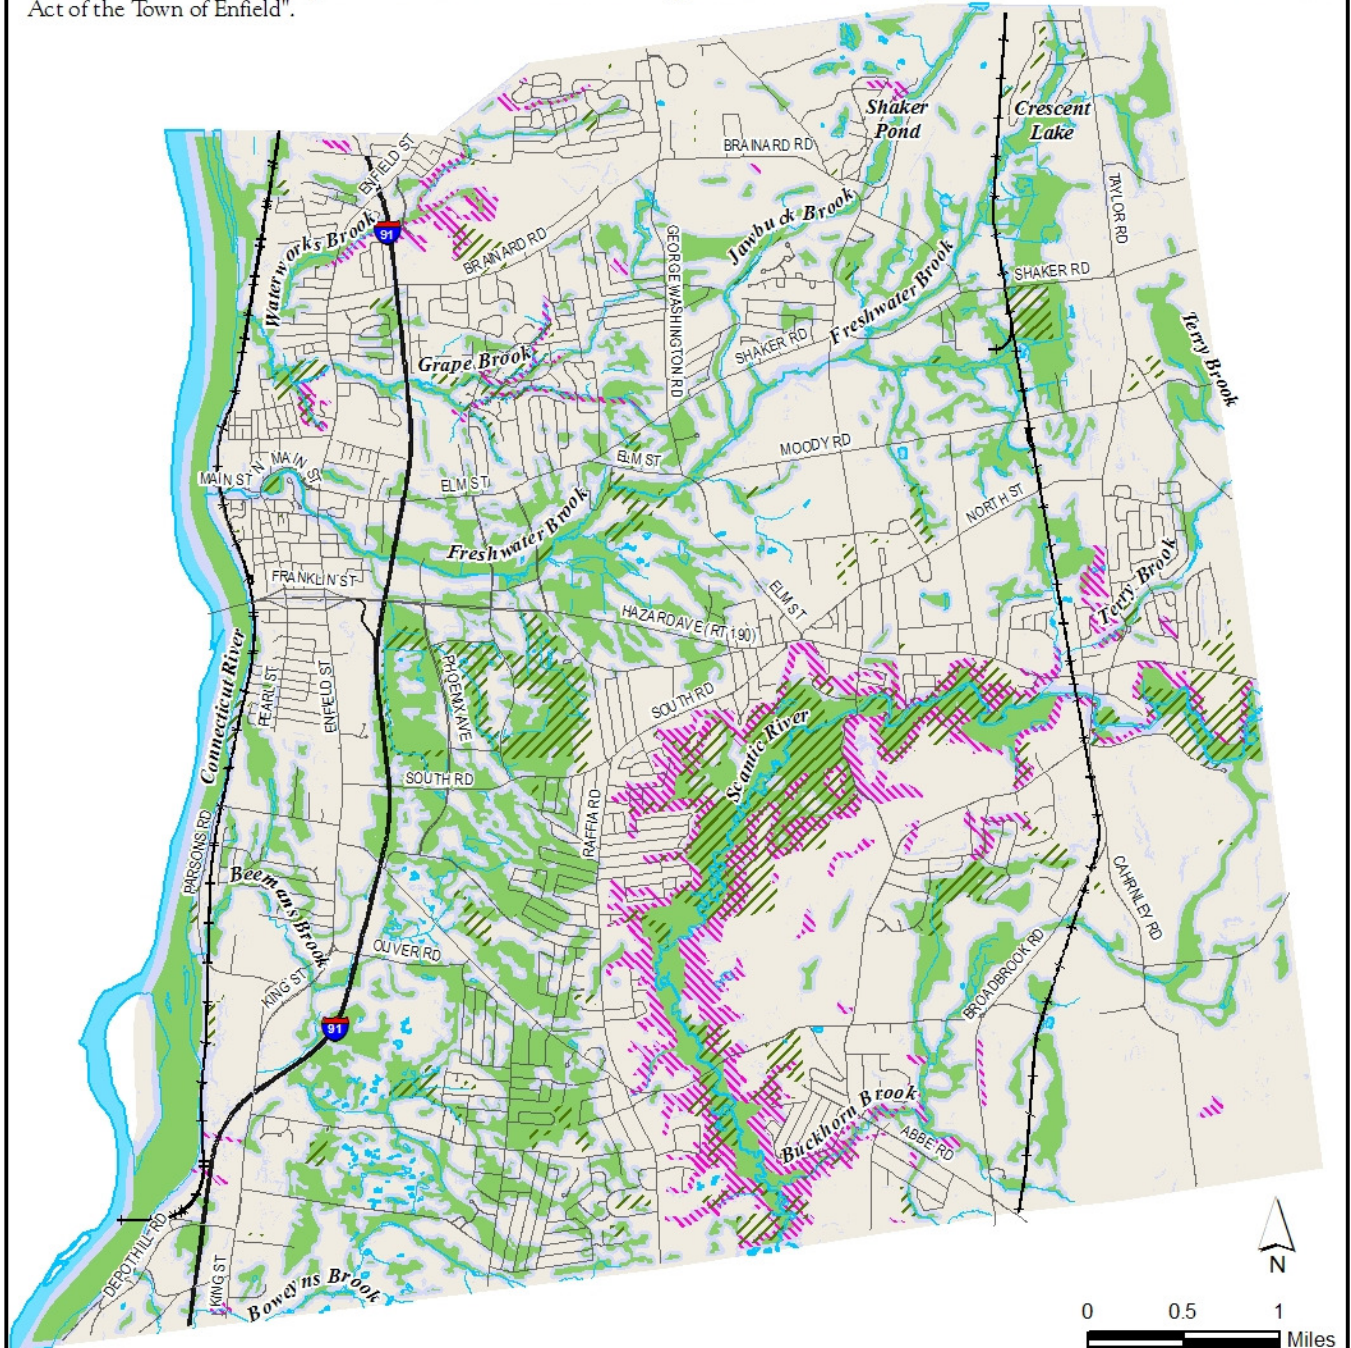 Act of the Town of Enfield".
Shaker
Pond
Crescent
Lake
BRAINARD RD
ENFIELD ST
TAYLOR RD
Waterworks Brook
91
BRAINARD RD
GEORGE WASHINGTON RD
Jawbuck Brook
Freshwater Brook
SHAKER RD
Terry Brook
Grape Brook
SHAKER RD
MAIN ST
N MAIN ST
ELM ST
ELM ST
MOODY RD
NORTH ST
Freshwater Brook
FRANKLIN ST
HAZARD AVE (RT 190)
ELM ST
Terry Brook
Connecticut River
PEARL ST
ENFIELD ST
PHOENIX AVE
SOUTH RD
Scantic River
SOUTH RD
RAFFIA RD
PARSONS RD
Beemans Brook
CAHRNLEY RD
OLIVER RD
KING ST
BROADBROOK RD
91
Buckhorn Brook
ABBE RD
DEPOT HILL RD
KING ST
Boweyns Brook
N
0 0.5 1
Miles